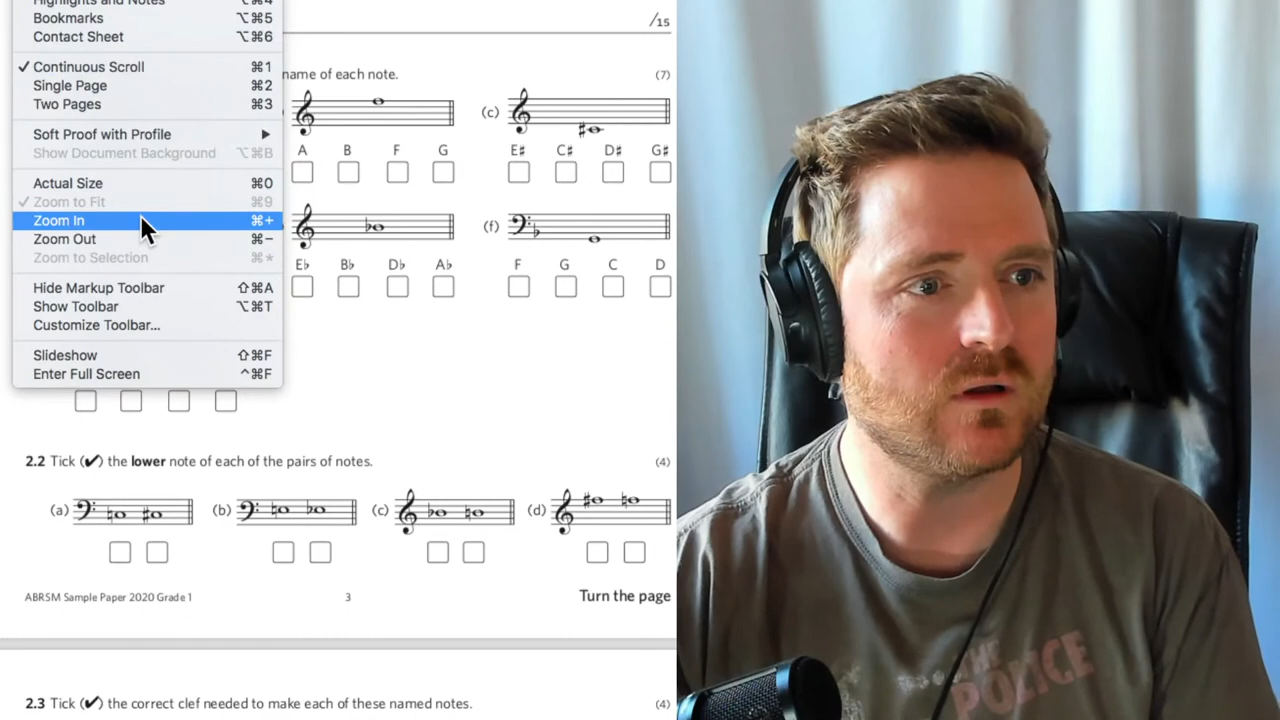 Highlights and Notes ⌥⌘4
Bookmarks ⌥⌘5
Contact Sheet ⌥⌘6
✓ Continuous Scroll ⌘1
Single Page ⌘2
Two Pages ⌘3
Soft Proof with Profile ▶
Show Document Background ⌥⌘B
Actual Size ⌘0
✓ Zoom to Fit ⌘9
Zoom In ⌘+
Zoom Out ⌘−
Zoom to Selection ⌘*
Hide Markup Toolbar ⇧⌘A
Show Toolbar ⌥⌘T
Customize Toolbar...
Slideshow ⇧⌘F
Enter Full Screen ^⌘F
/15
name of each note. (7)
(c)
A B F G
E♯ C♯ D♯ G♯
(f)
E♭ B♭ D♭ A♭
F G C D
2.2 Tick (✔) the lower note of each of the pairs of notes. (4)
(a) (b) (c) (d)
ABRSM Sample Paper 2020 Grade 1 3 Turn the page
2.3 Tick (✔) the correct clef needed to make each of these named notes. (4)
THE
POLICE